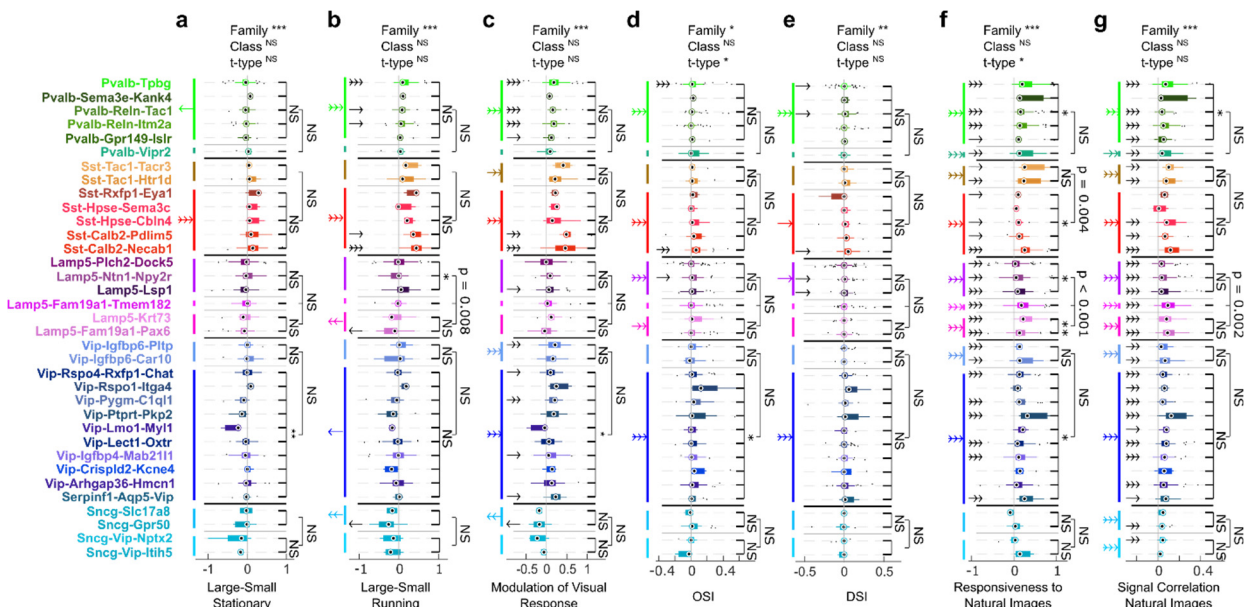 a b c d e f g
Family *** Family *** Family *** Family * Family ** Family *** Family ***
Class NS Class NS Class NS Class NS Class NS Class NS Class NS
t-type NS t-type NS t-type NS t-type * t-type NS t-type * t-type NS
Pvalb-Tpbg
Pvalb-Sema3e-Kank4
Pvalb-Reln-Tac1
Pvalb-Reln-Itm2a
Pvalb-Gpr149-Islr
Pvalb-Vipr2
Sst-Tac1-Tacr3
Sst-Tac1-Htr1d
Sst-Rxfp1-Eya1
Sst-Hpse-Sema3c
Sst-Hpse-Cbln4
Sst-Calb2-Pdlim5
Sst-Calb2-Necab1
Lamp5-Plch2-Dock5
Lamp5-Ntn1-Npy2r
Lamp5-Lsp1
Lamp5-Fam19a1-Tmem182
Lamp5-Krt73
Lamp5-Fam19a1-Pax6
Vip-Igfbp6-Pltp
Vip-Igfbp6-Car10
Vip-Rspo4-Rxfp1-Chat
Vip-Rspo1-Itga4
Vip-Pygm-C1ql1
Vip-Ptprt-Pkp2
Vip-Lmo1-Myl1
Vip-Lect1-Oxtr
Vip-Igfbp4-Mab21l1
Vip-Crispld2-Kcne4
Vip-Arhgap36-Hmcn1
Serpinf1-Aqp5-Vip
Sncg-Slc17a8
Sncg-Gpr50
Sncg-Vip-Nptx2
Sncg-Vip-Itih5
p = 0.008
p = 0.004
p < 0.001
p = 0.002
-1 0 1 -1 0 1 -1 0 1 -0.4 0 0.4 -0.5 0 0.5 -1 0 1 -0.4 0 0.4
Large-Small Stationary
Large-Small Running
Modulation of Visual Response
OSI
DSI
Responsiveness to Natural Images
Signal Correlation Natural Images